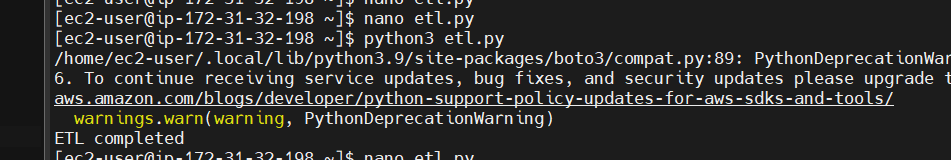 [ec2-user@ip-172-31-32-198 ~]$ nano etl.py
[ec2-user@ip-172-31-32-198 ~]$ nano etl.py
[ec2-user@ip-172-31-32-198 ~]$ python3 etl.py
/home/ec2-user/.local/lib/python3.9/site-packages/boto3/compat.py:89: PythonDeprecationWar
6. To continue receiving service updates, bug fixes, and security updates please upgrade t
aws.amazon.com/blogs/developer/python-support-policy-updates-for-aws-sdks-and-tools/
  warnings.warn(warning, PythonDeprecationWarning)
ETL completed
[ec2-user@ip-172-31-32-198 ~]$ nano etl.py